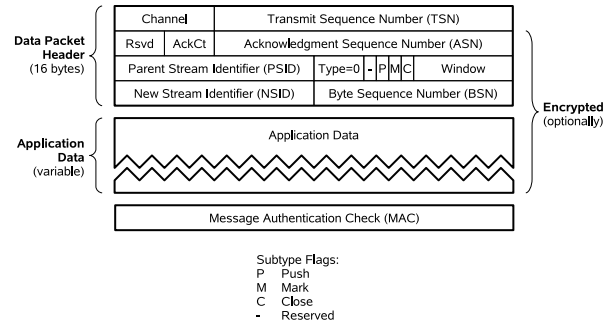 Channel Transmit Sequence Number (TSN)
Data Packet Header (16 bytes)
Rsvd AckCt Acknowledgment Sequence Number (ASN)
Parent Stream Identifier (PSID) Type=0 - P M C Window
New Stream Identifier (NSID) Byte Sequence Number (BSN)
Encrypted (optionally)
Application Data (variable)
Application Data
Message Authentication Check (MAC)
Subtype Flags:
P Push
M Mark
C Close
- Reserved